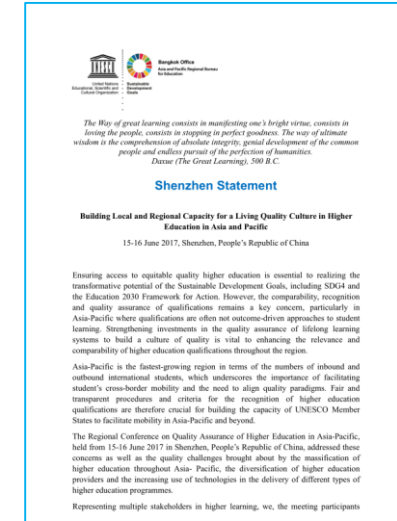 Bangkok Office
Asia and Pacific Regional Bureau
for Education
United Nations
Educational, Scientific and
Cultural Organization
Sustainable
Development
Goals
The Way of great learning consists in manifesting one's bright virtue, consists in
loving the people, consists in stopping in perfect goodness. The way of ultimate
wisdom is the comprehension of absolute integrity, genial development of the common
people and endless pursuit of the perfection of humanities.
Daxue (The Great Learning), 500 B.C.
Shenzhen Statement
Building Local and Regional Capacity for a Living Quality Culture in Higher
Education in Asia and Pacific
15-16 June 2017, Shenzhen, People's Republic of China
Ensuring access to equitable quality higher education is essential to realizing the
transformative potential of the Sustainable Development Goals, including SDG4 and
the Education 2030 Framework for Action. However, the comparability, recognition
and quality assurance of qualifications remains a key concern, particularly in
Asia-Pacific where qualifications are often not outcome-driven approaches to student
learning. Strengthening investments in the quality assurance of lifelong learning
systems to build a culture of quality is vital to enhancing the relevance and
comparability of higher education qualifications throughout the region.
Asia-Pacific is the fastest-growing region in terms of the numbers of inbound and
outbound international students, which underscores the importance of facilitating
student's cross-border mobility and the need to align quality paradigms. Fair and
transparent procedures and criteria for the recognition of higher education
qualifications are therefore crucial for building the capacity of UNESCO Member
States to facilitate mobility in Asia-Pacific and beyond.
The Regional Conference on Quality Assurance of Higher Education in Asia-Pacific,
held from 15-16 June 2017 in Shenzhen, People's Republic of China, addressed these
concerns as well as the quality challenges brought about by the massification of
higher education throughout Asia- Pacific, the diversification of higher education
providers and the increasing use of technologies in the delivery of different types of
higher education programmes.
Representing multiple stakeholders in higher learning, we, the meeting participants